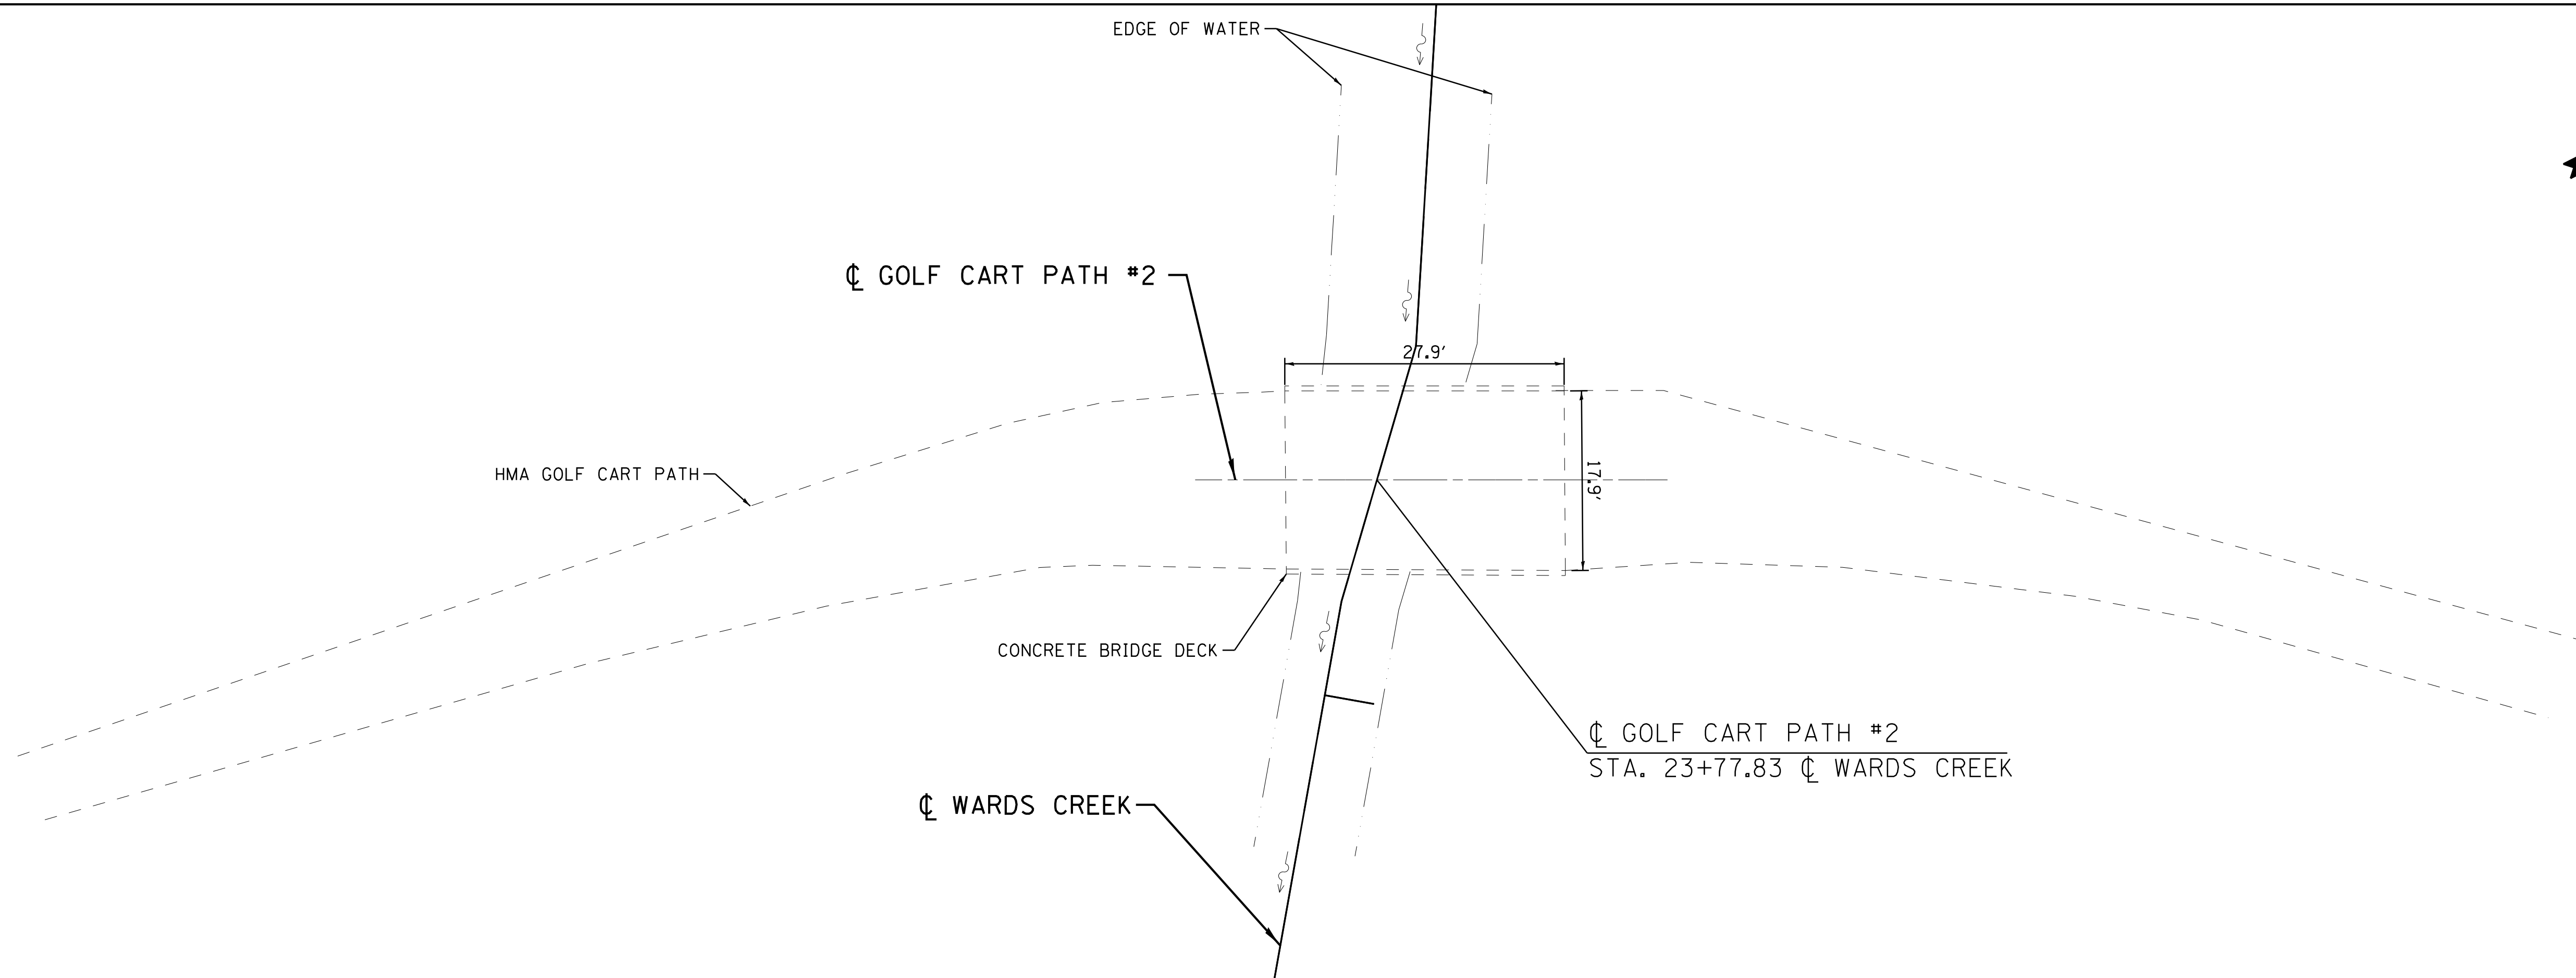 EDGE OF WATER
℄ GOLF CART PATH #2
27.9'
HMA GOLF CART PATH
17.9'
CONCRETE BRIDGE DECK
℄ GOLF CART PATH #2
STA. 23+77.83 ℄ WARDS CREEK
℄ WARDS CREEK